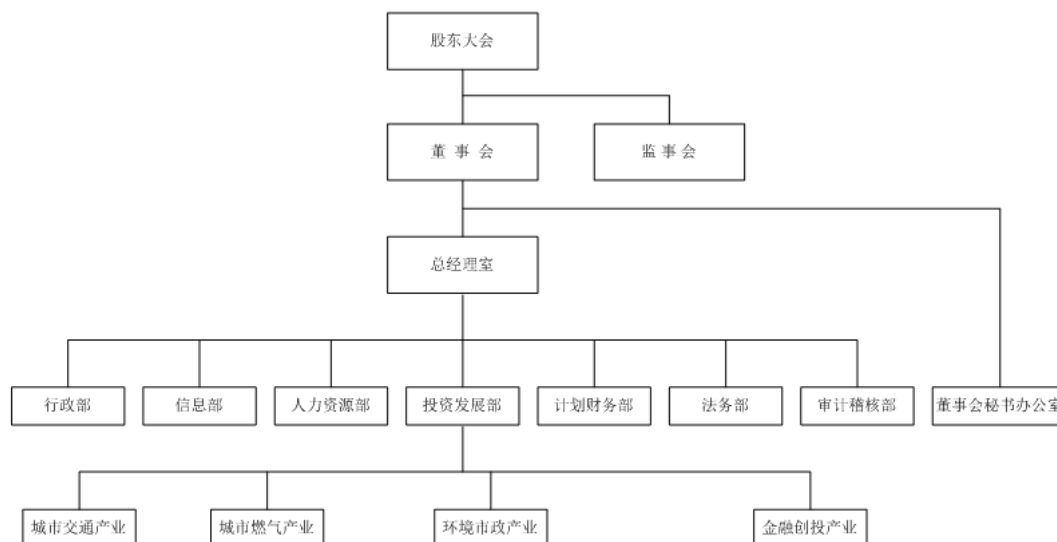 股东大会
董 事 会
监 事 会
总经理室
行政部
信息部
人力资源部
投资发展部
计划财务部
法务部
审计稽核部
董事会秘书办公室
城市交通产业
城市燃气产业
环境市政产业
金融创投产业